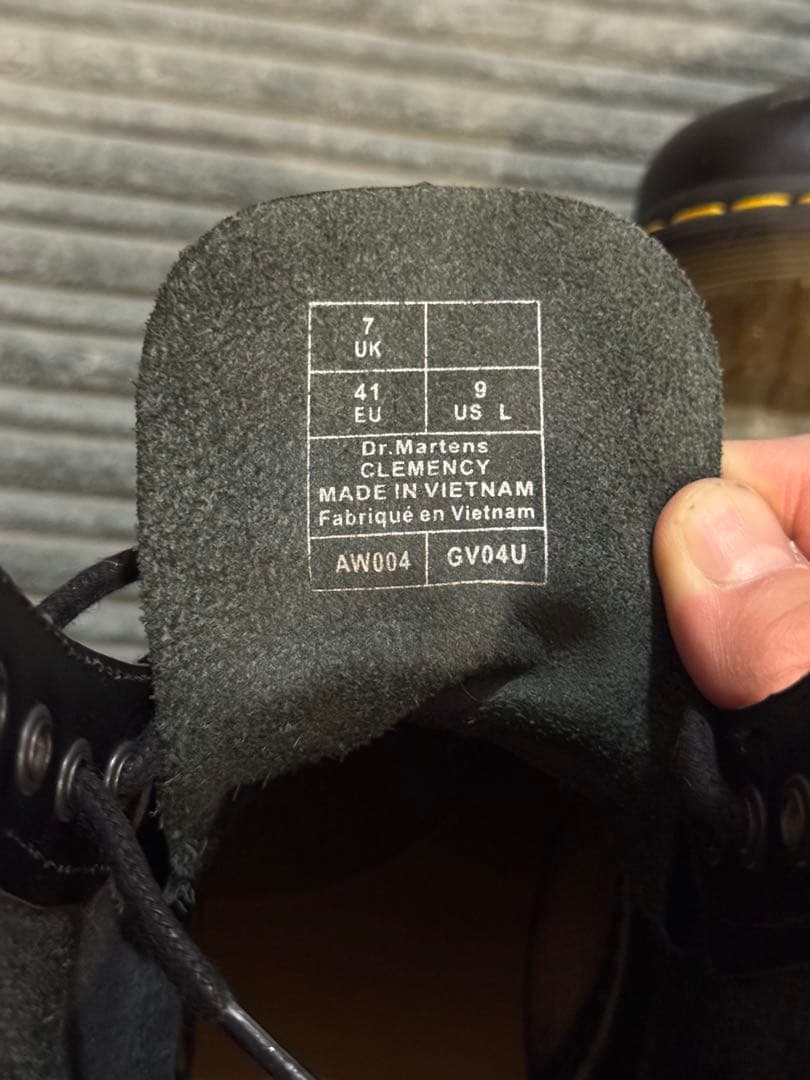 7
UK
41
EU
9
US L
Dr.Martens
CLEMENCY
MADE IN VIETNAM
Fabriqué en Vietnam
AW004
GV04U